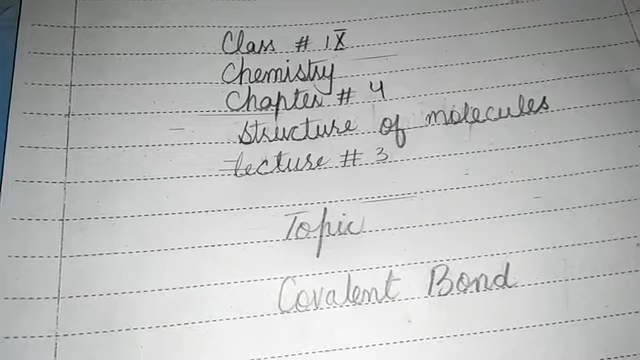 Class # IX
Chemistry
Chapter # 4
Structure of molecules
Lecture # 3
Topic
Covalent Bond